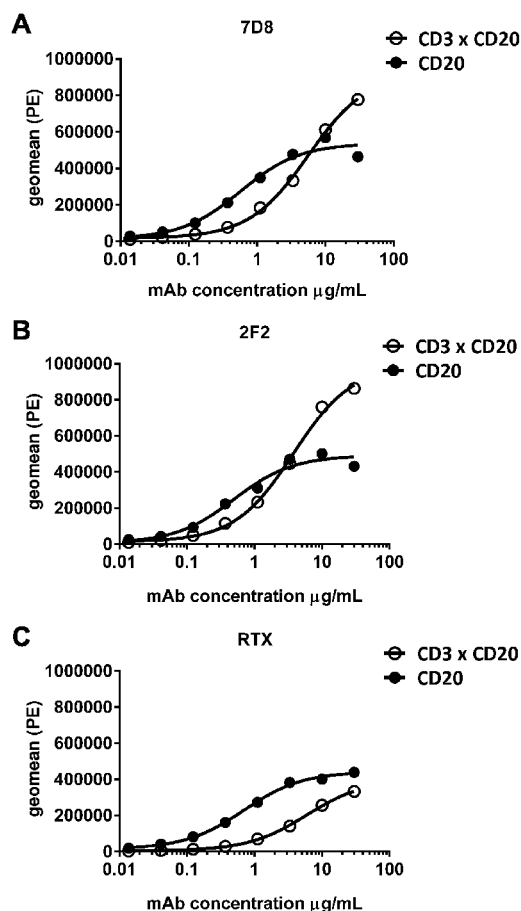 A
7D8
CD3 x CD20
CD20
geomean (PE)
1000000
800000
600000
400000
200000
0
0.01 0.1 1 10 100
mAb concentration μg/mL
B
2F2
CD3 x CD20
CD20
geomean (PE)
1000000
800000
600000
400000
200000
0
0.01 0.1 1 10 100
mAb concentration μg/mL
C
RTX
CD3 x CD20
CD20
geomean (PE)
1000000
800000
600000
400000
200000
0
0.01 0.1 1 10 100
mAb concentration μg/mL